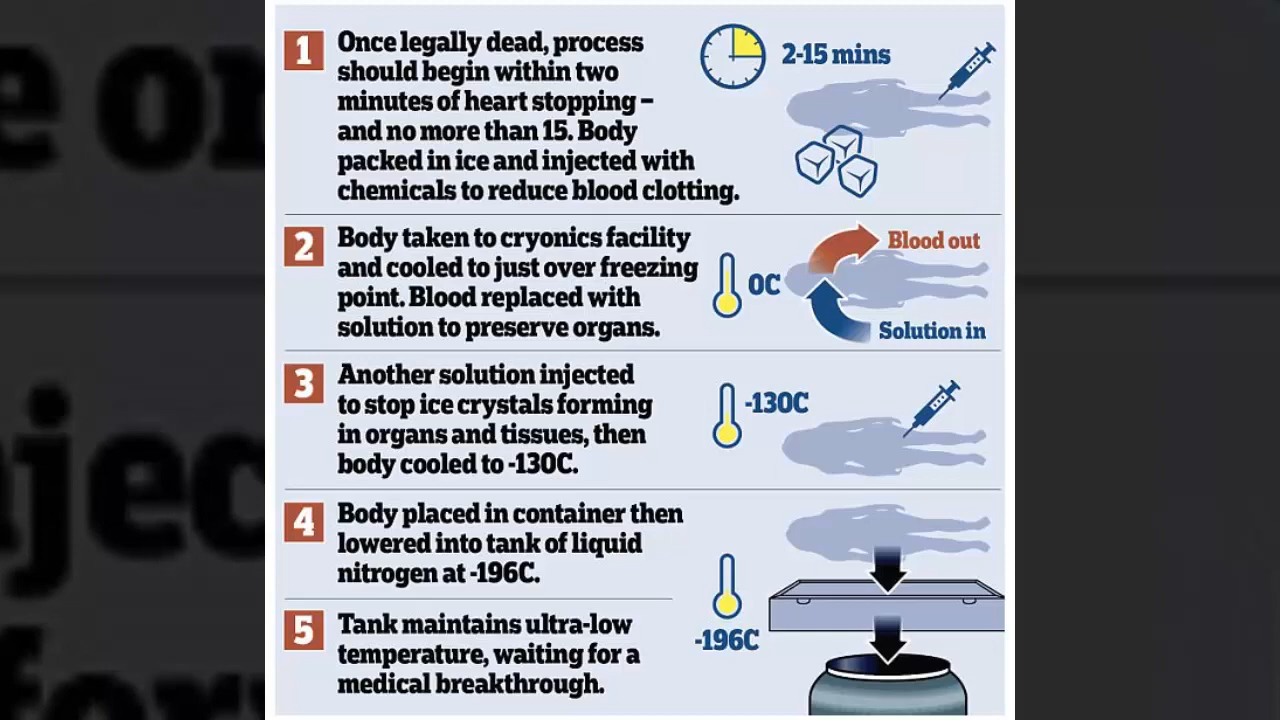 1
Once legally dead, process
should begin within two
minutes of heart stopping –
and no more than 15. Body
packed in ice and injected with
chemicals to reduce blood clotting.
2-15 mins
2
Body taken to cryonics facility
and cooled to just over freezing
point. Blood replaced with
solution to preserve organs.
0C
Blood out
Solution in
3
Another solution injected
to stop ice crystals forming
in organs and tissues, then
body cooled to -130C.
-130C
4
Body placed in container then
lowered into tank of liquid
nitrogen at -196C.
5
Tank maintains ultra-low
temperature, waiting for a
medical breakthrough.
-196C